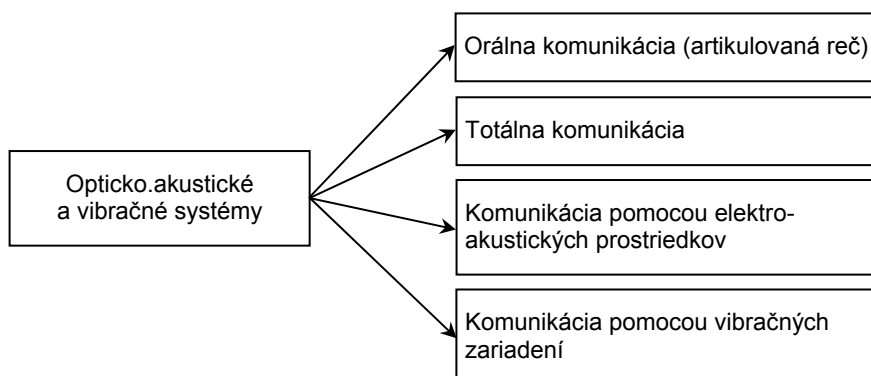 Orálna komunikácia (artikulovaná reč)
Totálna komunikácia
Opticko.akustické
a vibračné systémy
Komunikácia pomocou elektro-
akustických prostriedkov
Komunikácia pomocou vibračných
zariadení